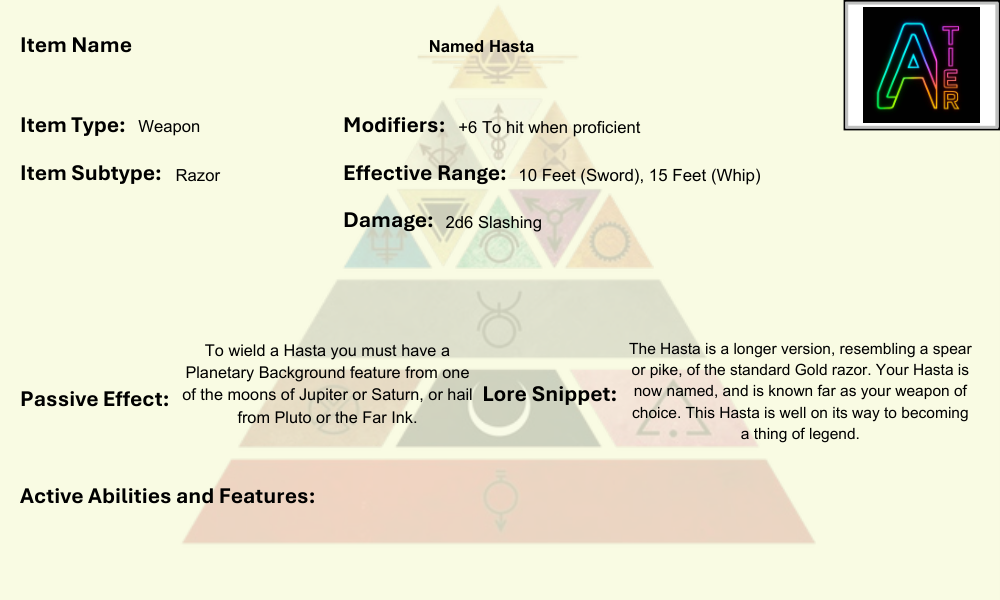 Item Name
Named Hasta
A TIER
Item Type: Weapon
Modifiers: +6 To hit when proficient
Item Subtype: Razor
Effective Range: 10 Feet (Sword), 15 Feet (Whip)
Damage: 2d6 Slashing
Passive Effect:
To wield a Hasta you must have a
Planetary Background feature from one
of the moons of Jupiter or Saturn, or hail
from Pluto or the Far Ink.
Lore Snippet:
The Hasta is a longer version, resembling a spear
or pike, of the standard Gold razor. Your Hasta is
now named, and is known far as your weapon of
choice. This Hasta is well on its way to becoming
a thing of legend.
Active Abilities and Features: